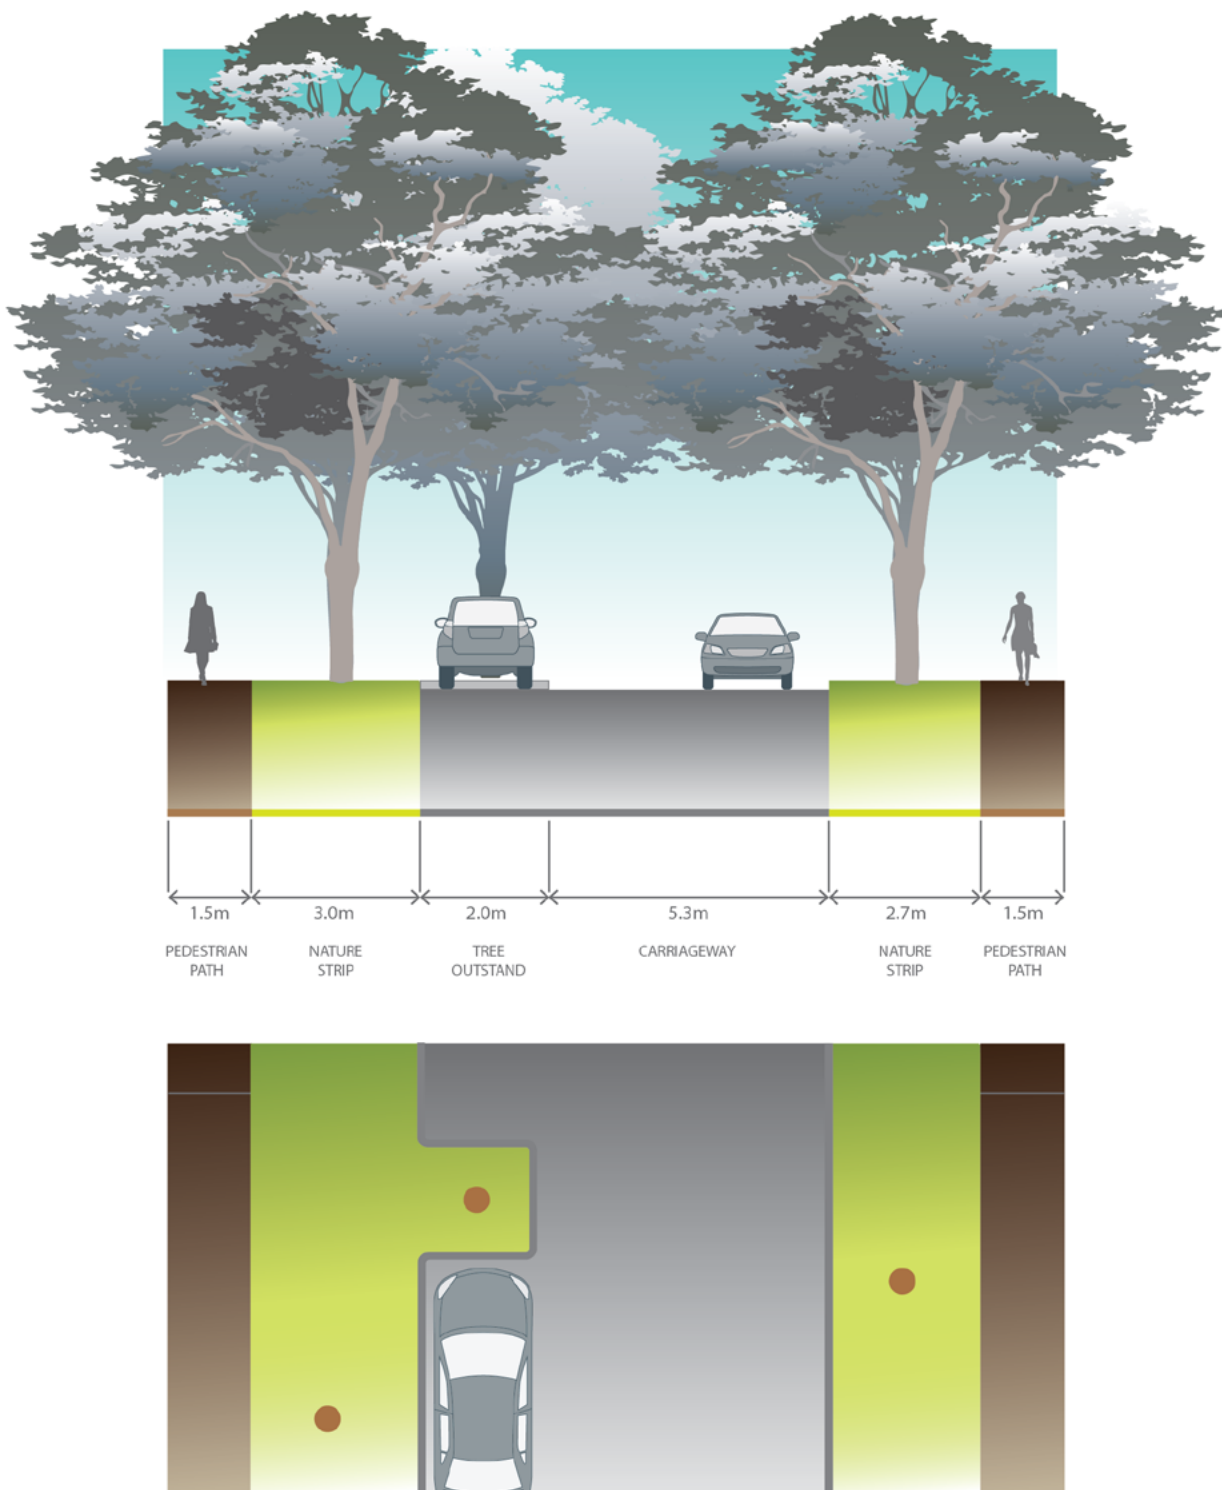 1.5m 3.0m 2.0m 5.3m 2.7m 1.5m
PEDESTRIAN NATURE TREE CARRIAGEWAY NATURE PEDESTRIAN
PATH STRIP OUTSTAND STRIP PATH